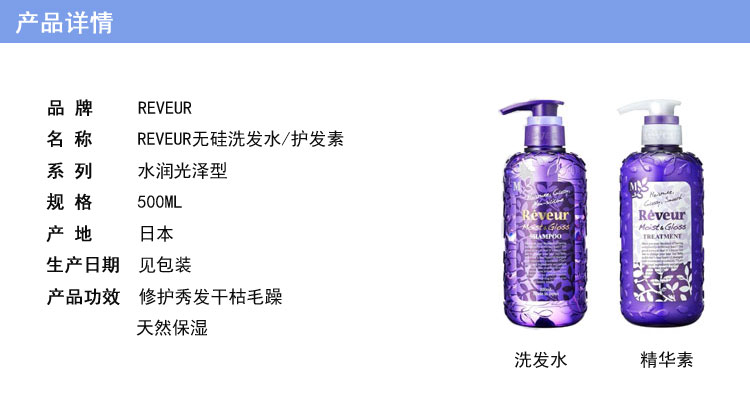 产品详情
品 牌 REVEUR
名 称 REVEUR无硅洗发水/护发素
系 列 水润光泽型
规 格 500ML
产 地 日本
生产日期 见包装
产品功效 修护秀发干枯毛躁
天然保湿
M
Rêveur
Moist&Gloss
SHAMPOO
洗发水
M
Rêveur
Moist&Gloss
TREATMENT
精华素